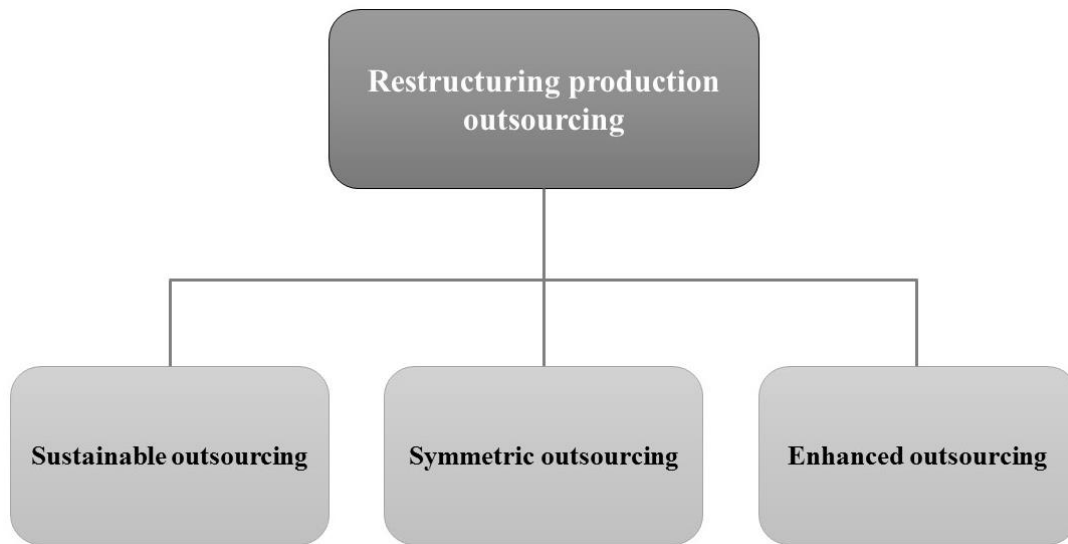 Restructuring production
outsourcing
Sustainable outsourcing
Symmetric outsourcing
Enhanced outsourcing